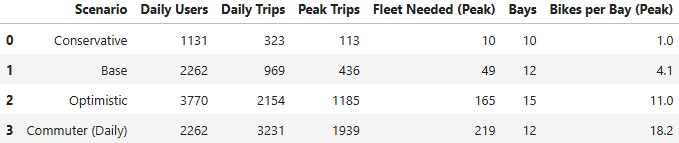 Scenario Daily Users Daily Trips Peak Trips Fleet Needed (Peak) Bays Bikes per Bay (Peak)
0 Conservative 1131 323 113 10 10 1.0
1 Base 2262 969 436 49 12 4.1
2 Optimistic 3770 2154 1185 165 15 11.0
3 Commuter (Daily) 2262 3231 1939 219 12 18.2